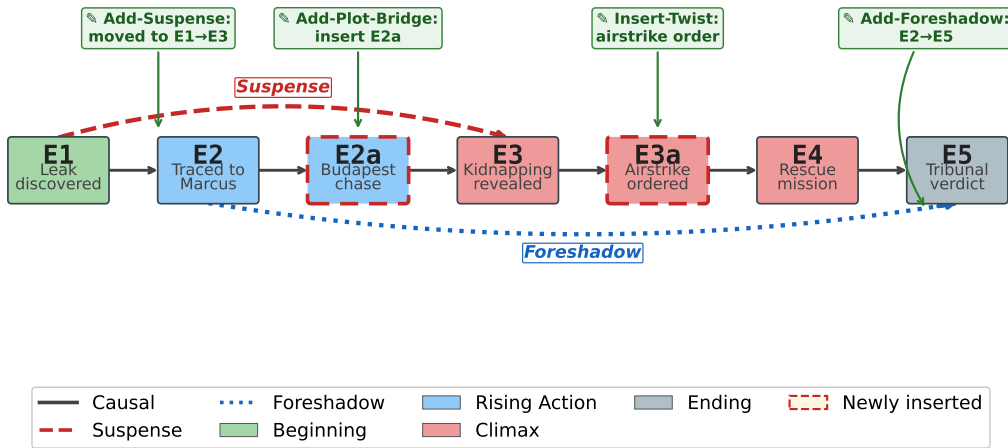 ✎ Add-Suspense:
moved to E1→E3
✎ Add-Plot-Bridge:
insert E2a
✎ Insert-Twist:
airstrike order
✎ Add-Foreshadow:
E2→E5
Suspense
E1
Leak
discovered
E2
Traced to
Marcus
E2a
Budapest
chase
E3
Kidnapping
revealed
E3a
Airstrike
ordered
E4
Rescue
mission
E5
Tribunal
verdict
Foreshadow
Causal
Suspense
Foreshadow
Beginning
Rising Action
Climax
Ending
Newly inserted